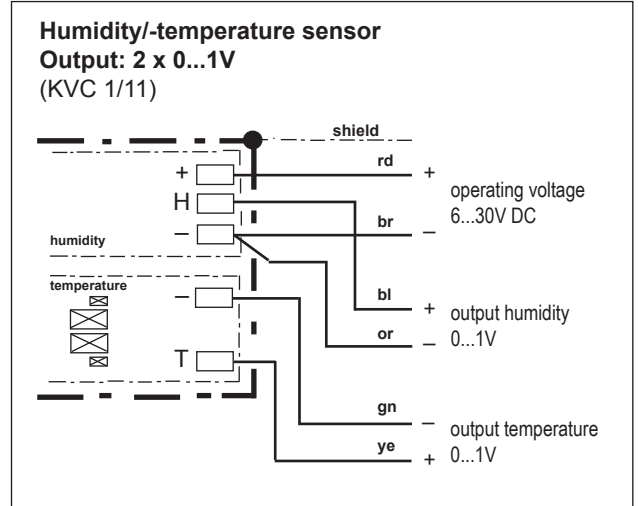 Humidity/-temperature sensor
Output: 2 x 0...1V
(KVC 1/11)
shield
rd
+
+
operating voltage
H
6...30V DC
br
–
–
humidity
temperature
–
bl
+
output humidity
or
–
0...1V
T
gn
–
output temperature
ye
+
0...1V